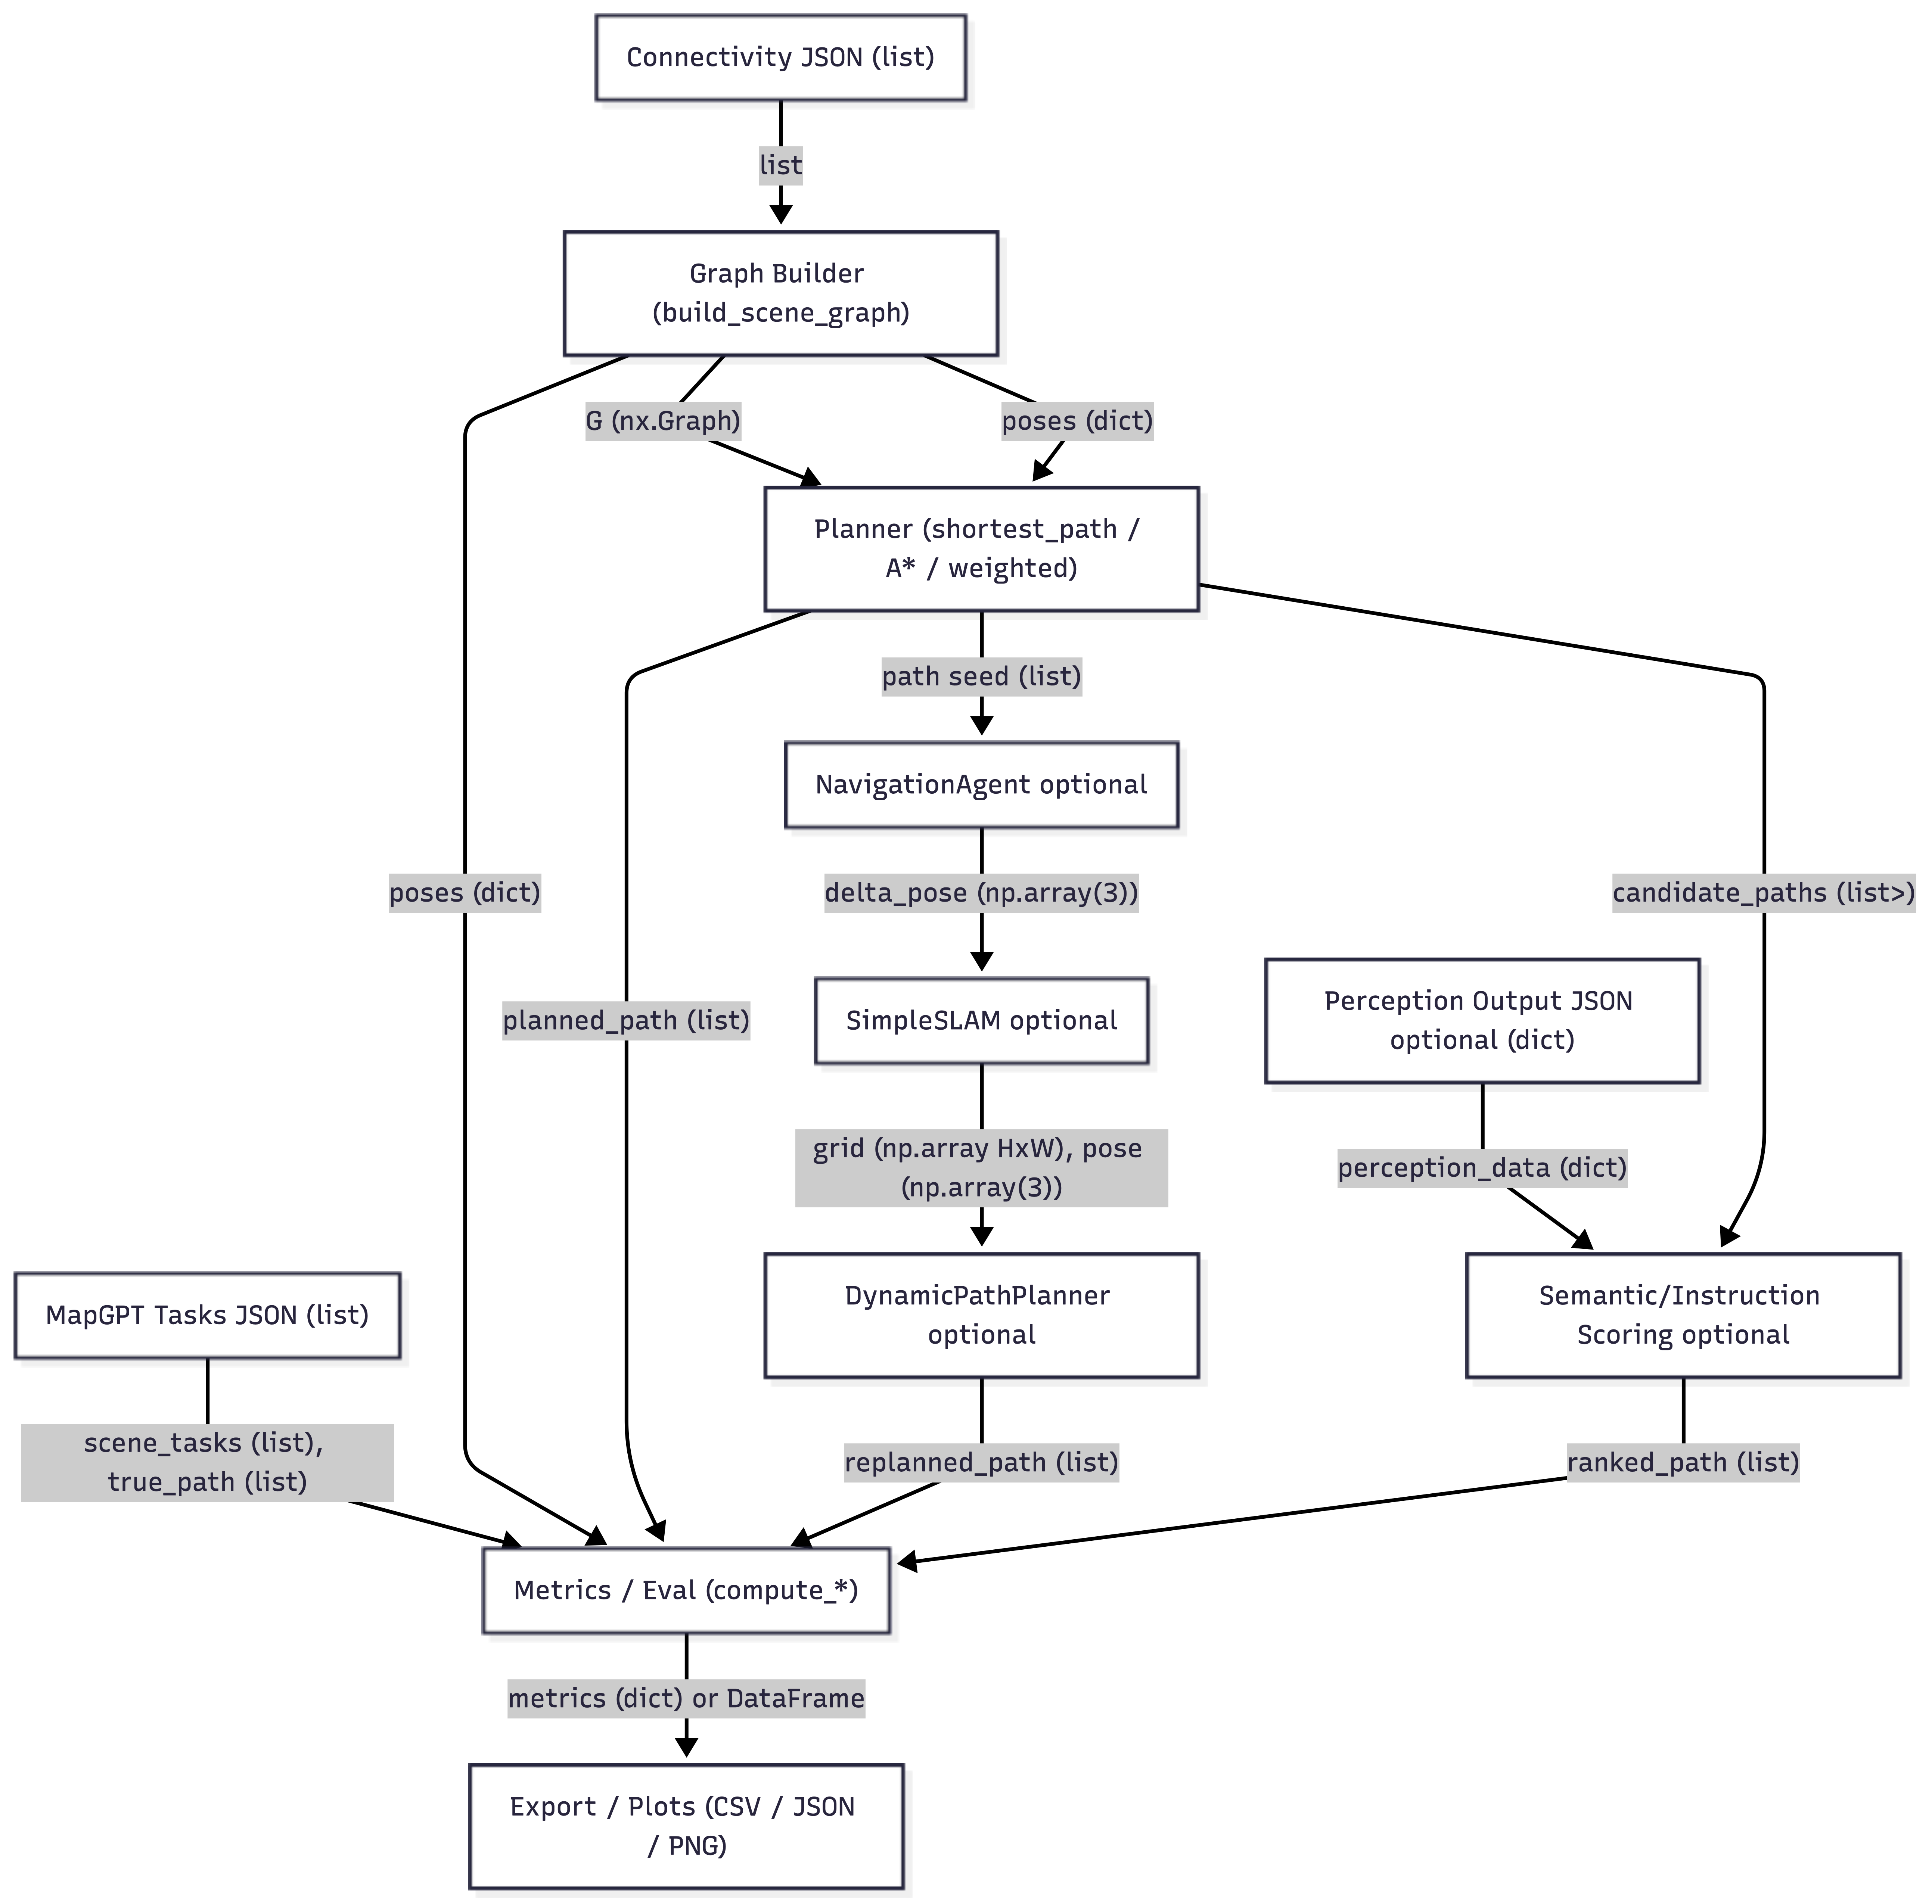 Connectivity JSON (list)
list
Graph Builder
(build_scene_graph)
G (nx.Graph)
poses (dict)
Planner (shortest_path /
A* / weighted)
path seed (list)
NavigationAgent optional
poses (dict)
delta_pose (np.array(3))
candidate_paths (list>)
planned_path (list)
SimpleSLAM optional
Perception Output JSON
optional (dict)
grid (np.array HxW), pose
(np.array(3))
perception_data (dict)
MapGPT Tasks JSON (list)
DynamicPathPlanner
optional
Semantic/Instruction
Scoring optional
scene_tasks (list),
true_path (list)
replanned_path (list)
ranked_path (list)
Metrics / Eval (compute_*)
metrics (dict) or DataFrame
Export / Plots (CSV / JSON
/ PNG)